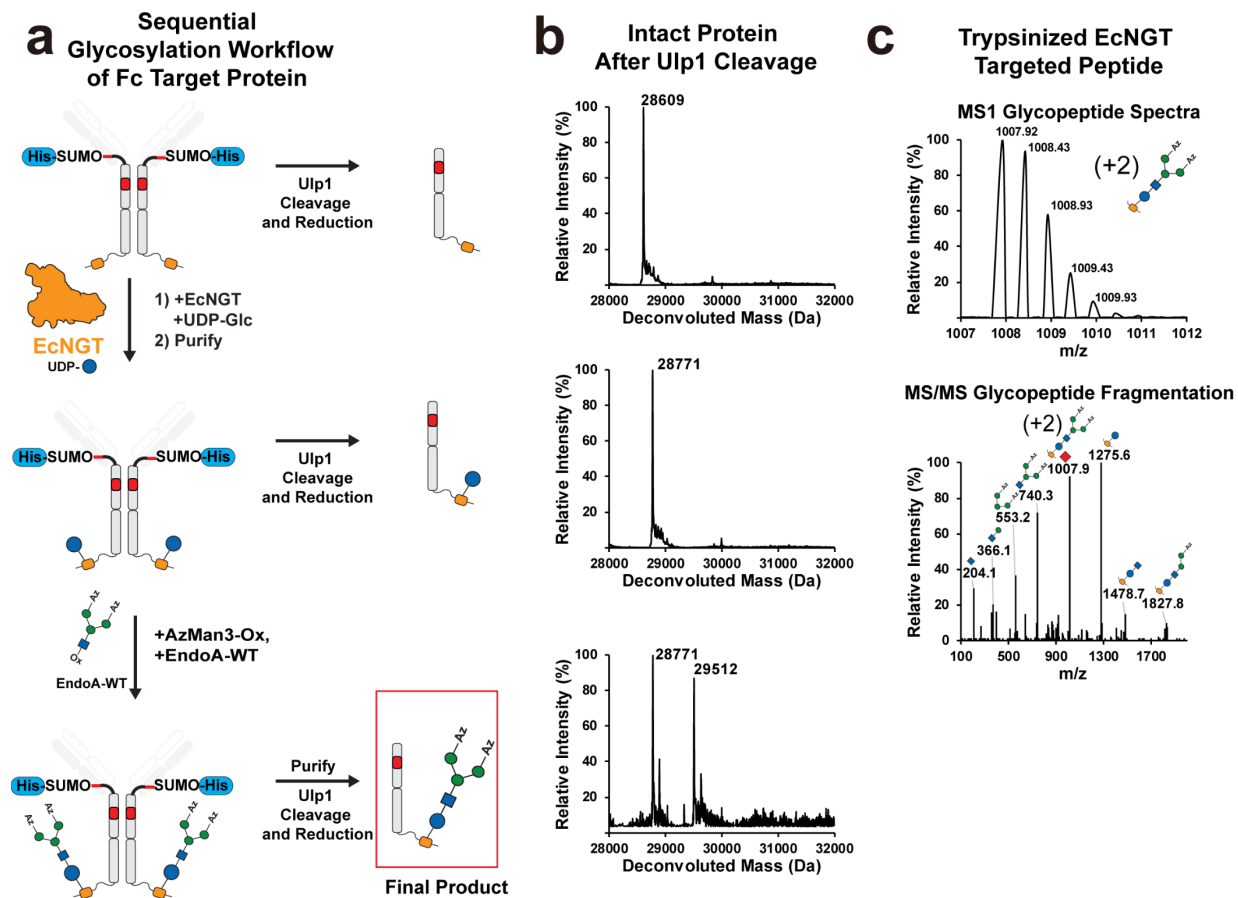 a
Sequential
Glycosylation Workflow
of Fc Target Protein
His-SUMO
SUMO-His
Ulp1
Cleavage
and Reduction
EcNGT
UDP-
1) +EcNGT
+UDP-Glc
2) Purify
His-SUMO
SUMO-His
Ulp1
Cleavage
and Reduction
Az
Az
Ox
EndoA-WT
+AzMan3-Ox,
+EndoA-WT
His-SUMO
SUMO-His
Az
Az
Az
Az
Purify
Ulp1
Cleavage
and Reduction
Az
Az
Final Product
b
Intact Protein
After Ulp1 Cleavage
28609
Relative Intensity (%)
100
80
60
40
20
28000 29000 30000 31000 32000
Deconvoluted Mass (Da)
28771
Relative Intensity (%)
100
80
60
40
20
28000 29000 30000 31000 32000
Deconvoluted Mass (Da)
28771
29512
Relative Intensity (%)
100
80
60
40
20
28000 29000 30000 31000 32000
Deconvoluted Mass (Da)
c
Trypsinized EcNGT
Targeted Peptide
MS1 Glycopeptide Spectra
1007.92
1008.43
1008.93
1009.43
1009.93
(+2)
Az
Az
Relative Intensity (%)
100
80
60
40
20
1007 1008 1009 1010 1011 1012
m/z
MS/MS Glycopeptide Fragmentation
(+2)
Az
Az
Az
Az
Az
Az
Az
204.1
366.1
553.2
740.3
1007.9
1275.6
1478.7
1827.8
Relative Intensity (%)
100
80
60
40
20
0
100 500 900 1300 1700
m/z